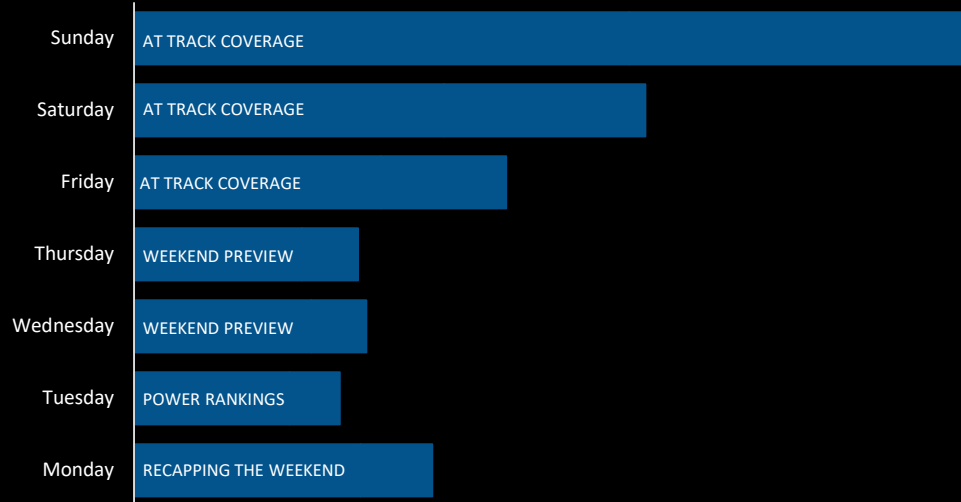 Sunday AT TRACK COVERAGE
Saturday AT TRACK COVERAGE
Friday AT TRACK COVERAGE
Thursday WEEKEND PREVIEW
Wednesday WEEKEND PREVIEW
Tuesday POWER RANKINGS
Monday RECAPPING THE WEEKEND